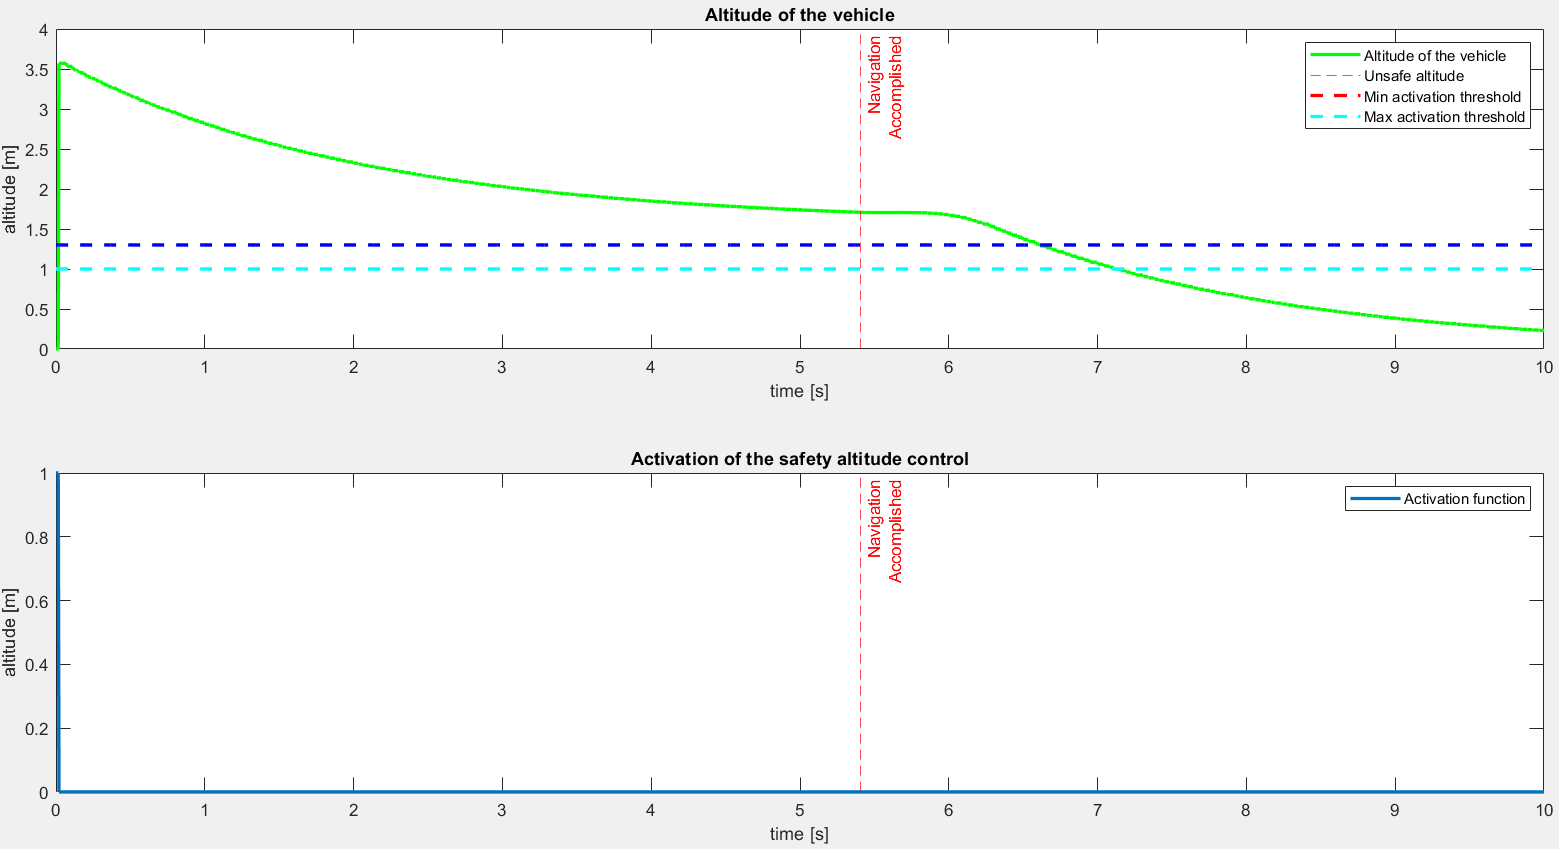 Altitude of the vehicle
4
3.5
3
2.5
2
1.5
1
0.5
0
altitude [m]
Navigation
Accomplished
Altitude of the vehicle
Unsafe altitude
Min activation threshold
Max activation threshold
0 1 2 3 4 5 6 7 8 9 10
time [s]
Activation of the safety altitude control
1
0.8
0.6
0.4
0.2
0
altitude [m]
Navigation
Accomplished
Activation function
0 1 2 3 4 5 6 7 8 9 10
time [s]